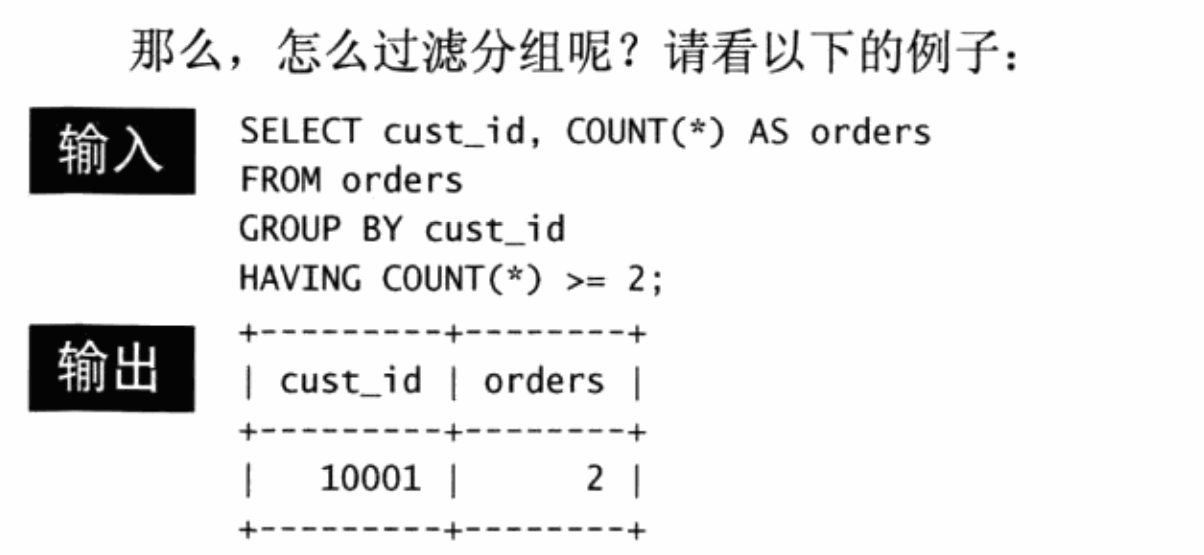 那么，怎么过滤分组呢？请看以下的例子：
输入
SELECT cust_id, COUNT(*) AS orders
FROM orders
GROUP BY cust_id
HAVING COUNT(*) >= 2;
输出
+---------+--------+
| cust_id | orders |
+---------+--------+
|   10001 |      2 |
+---------+--------+